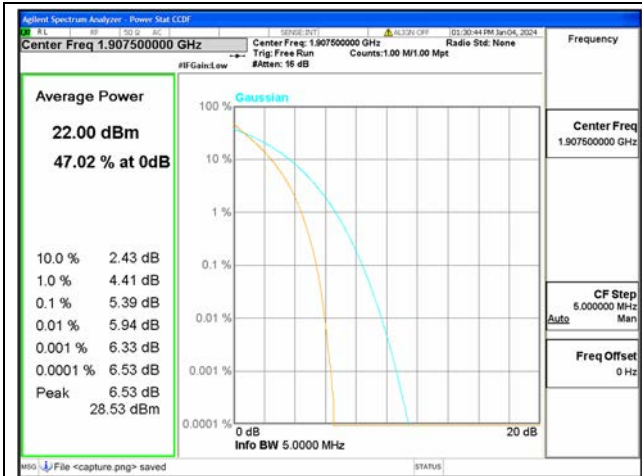 Agilent Spectrum Analyzer - Power Stat CCDF
RL RF 50 Ω AC SENSE:INT ALIGN OFF 01:30:44 PM Jan 04, 2024
Center Freq 1.907500000 GHz
Center Freq: 1.907500000 GHz Radio Std: None
Trig: Free Run Counts:1.00 M/1.00 Mpt
#IFGain:Low #Atten: 16 dB
Frequency
Average Power
22.00 dBm
47.02 % at 0dB
10.0 % 2.43 dB
1.0 % 4.41 dB
0.1 % 5.39 dB
0.01 % 5.94 dB
0.001 % 6.33 dB
0.0001 % 6.53 dB
Peak 6.53 dB
28.53 dBm
Gaussian
100 %
10 %
1 %
0.1 %
0.01 %
0.001 %
0.0001 %
0 dB 20 dB
Info BW 5.0000 MHz
Center Freq
1.907500000 GHz
CF Step
5.000000 MHz
Auto Man
Freq Offset
0 Hz
MSG File <capture.png> saved STATUS